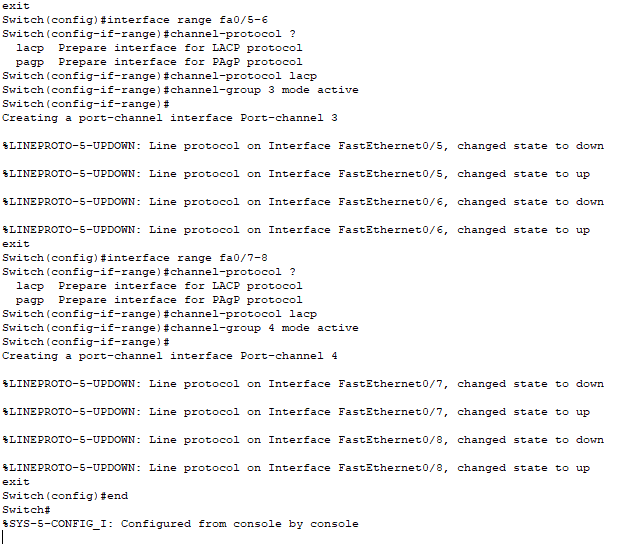 exit
Switch(config)#interface range fa0/5-6
Switch(config-if-range)#channel-protocol ?
  lacp  Prepare interface for LACP protocol
  pagp  Prepare interface for PAgP protocol
Switch(config-if-range)#channel-protocol lacp
Switch(config-if-range)#channel-group 3 mode active
Switch(config-if-range)#
Creating a port-channel interface Port-channel 3
%LINEPROTO-5-UPDOWN: Line protocol on Interface FastEthernet0/5, changed state to down
%LINEPROTO-5-UPDOWN: Line protocol on Interface FastEthernet0/5, changed state to up
%LINEPROTO-5-UPDOWN: Line protocol on Interface FastEthernet0/6, changed state to down
%LINEPROTO-5-UPDOWN: Line protocol on Interface FastEthernet0/6, changed state to up
exit
Switch(config)#interface range fa0/7-8
Switch(config-if-range)#channel-protocol ?
  lacp  Prepare interface for LACP protocol
  pagp  Prepare interface for PAgP protocol
Switch(config-if-range)#channel-protocol lacp
Switch(config-if-range)#channel-group 4 mode active
Switch(config-if-range)#
Creating a port-channel interface Port-channel 4
%LINEPROTO-5-UPDOWN: Line protocol on Interface FastEthernet0/7, changed state to down
%LINEPROTO-5-UPDOWN: Line protocol on Interface FastEthernet0/7, changed state to up
%LINEPROTO-5-UPDOWN: Line protocol on Interface FastEthernet0/8, changed state to down
%LINEPROTO-5-UPDOWN: Line protocol on Interface FastEthernet0/8, changed state to up
exit
Switch(config)#end
Switch#
%SYS-5-CONFIG_I: Configured from console by console